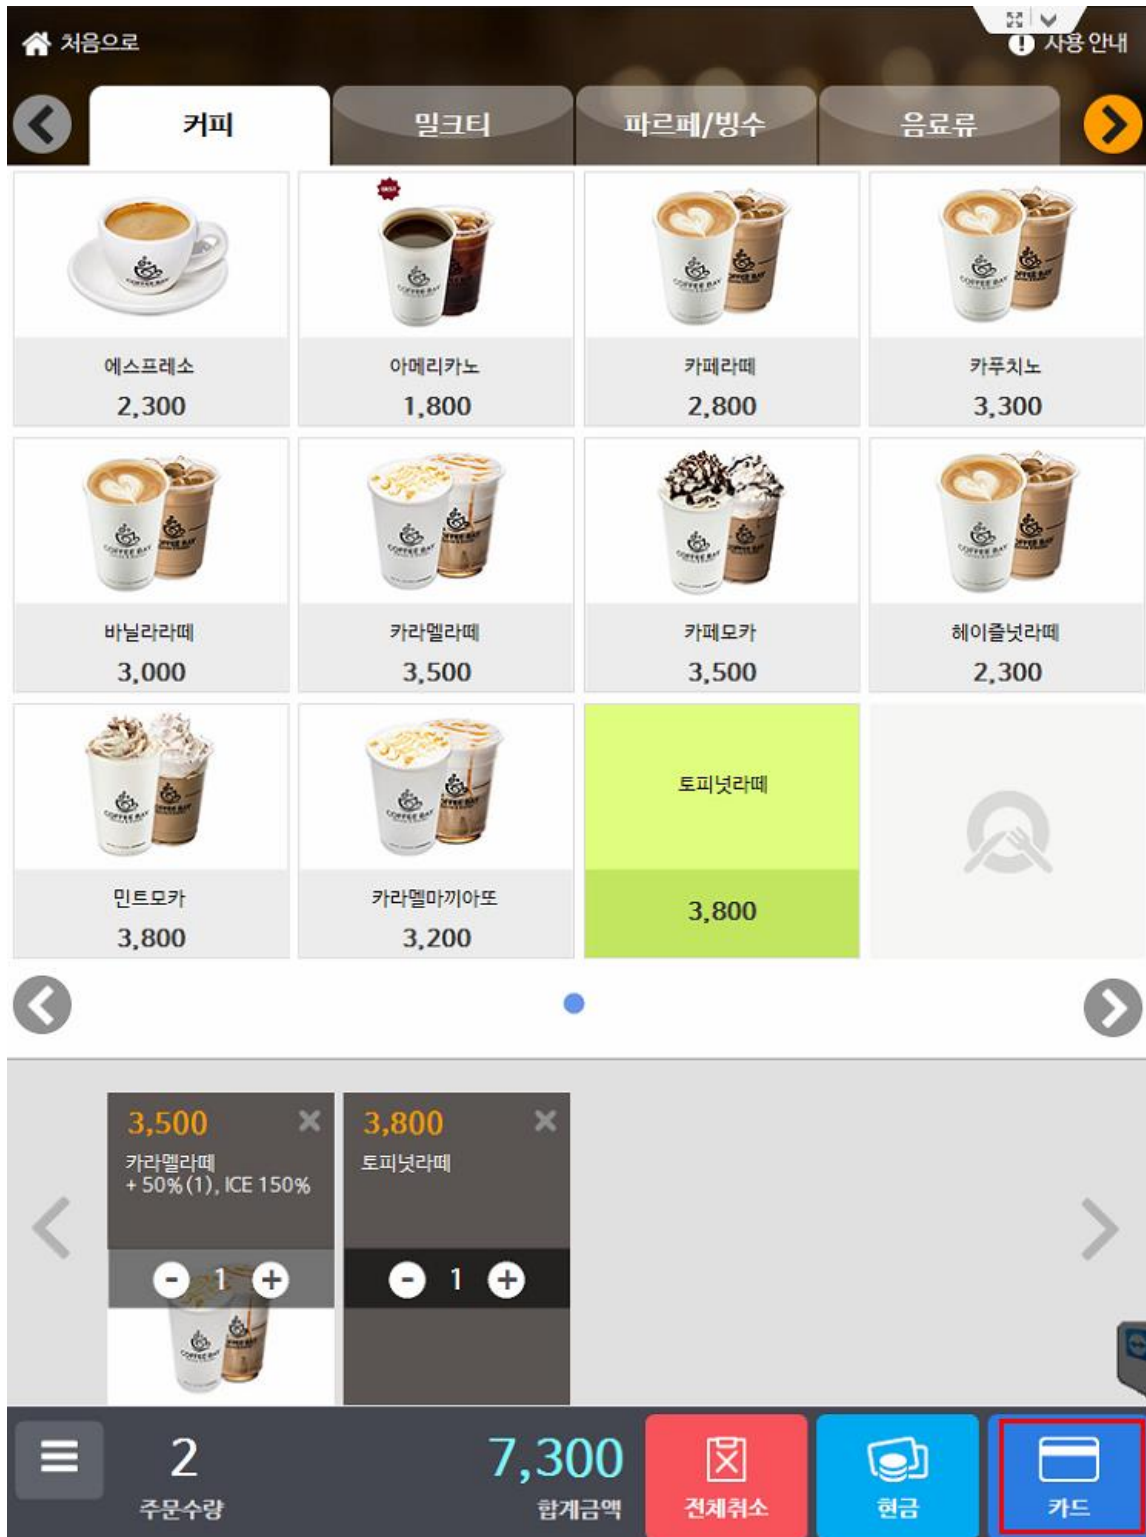 처음으로
사용 안내
커피
밀크티
파르페/빙수
음료류
BEST
에스프레소
2,300
아메리카노
1,800
카페라떼
2,800
카푸치노
3,300
바닐라라떼
3,000
카라멜라떼
3,500
카페모카
3,500
헤이즐넛라떼
2,300
민트모카
3,800
카라멜마끼아또
3,200
토피넛라떼
3,800
3,500
카라멜라떼
+ 50%(1), ICE 150%
- 1 +
3,800
토피넛라떼
- 1 +
2
주문수량
7,300
합계금액
전체취소
현금
카드